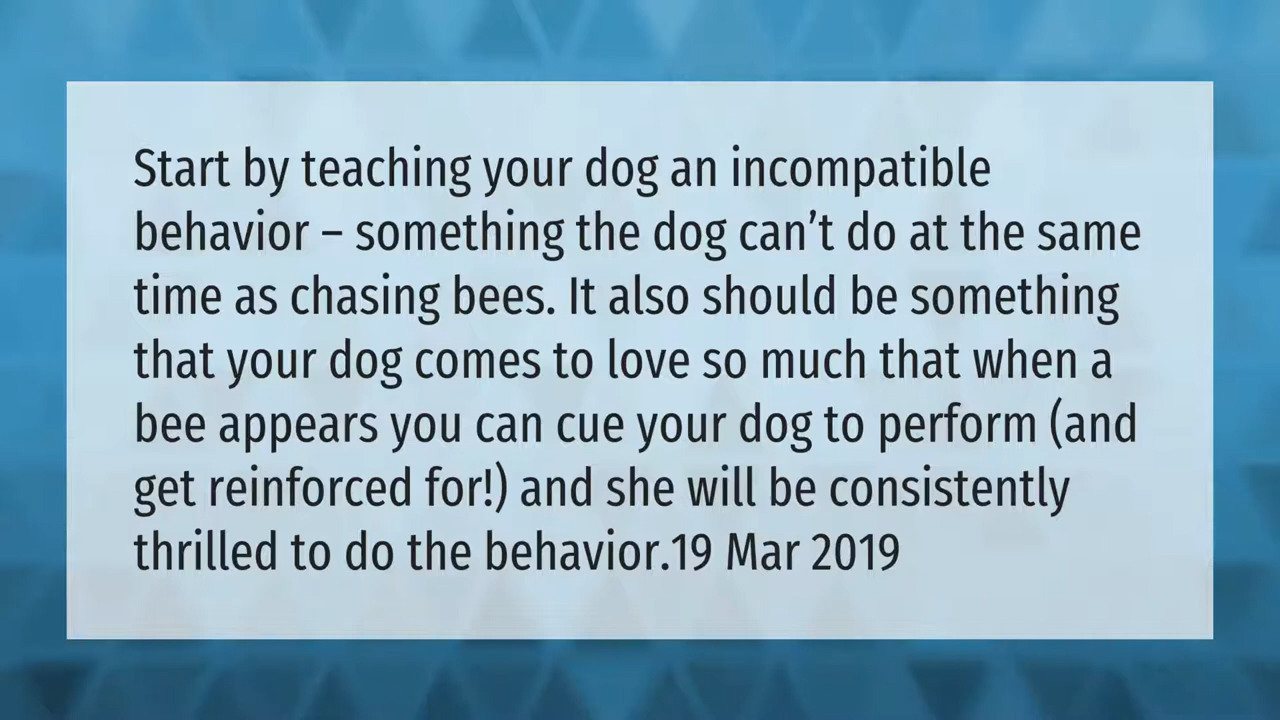 Start by teaching your dog an incompatible
behavior – something the dog can’t do at the same
time as chasing bees. It also should be something
that your dog comes to love so much that when a
bee appears you can cue your dog to perform (and
get reinforced for!) and she will be consistently
thrilled to do the behavior.19 Mar 2019